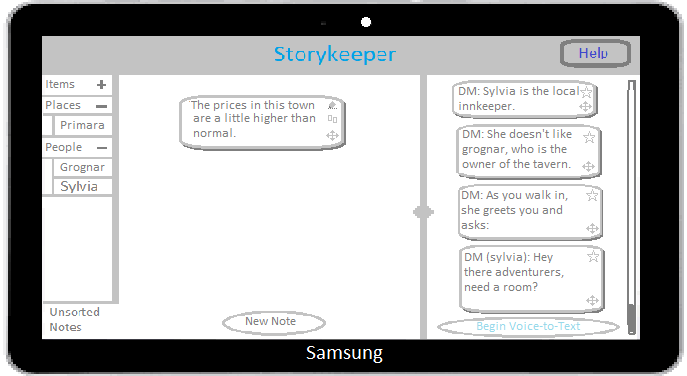 Storykeeper
Help
Items
Places
Primara
People
Grognar
Sylvia
Unsorted
Notes
The prices in this town
are a little higher than
normal.
New Note
DM: Sylvia is the local
innkeeper.
DM: She doesn't like
grognar, who is the
owner of the tavern.
DM: As you walk in,
she greets you and
asks:
DM (sylvia): Hey
there adventurers,
need a room?
Begin Voice-to-Text
Samsung